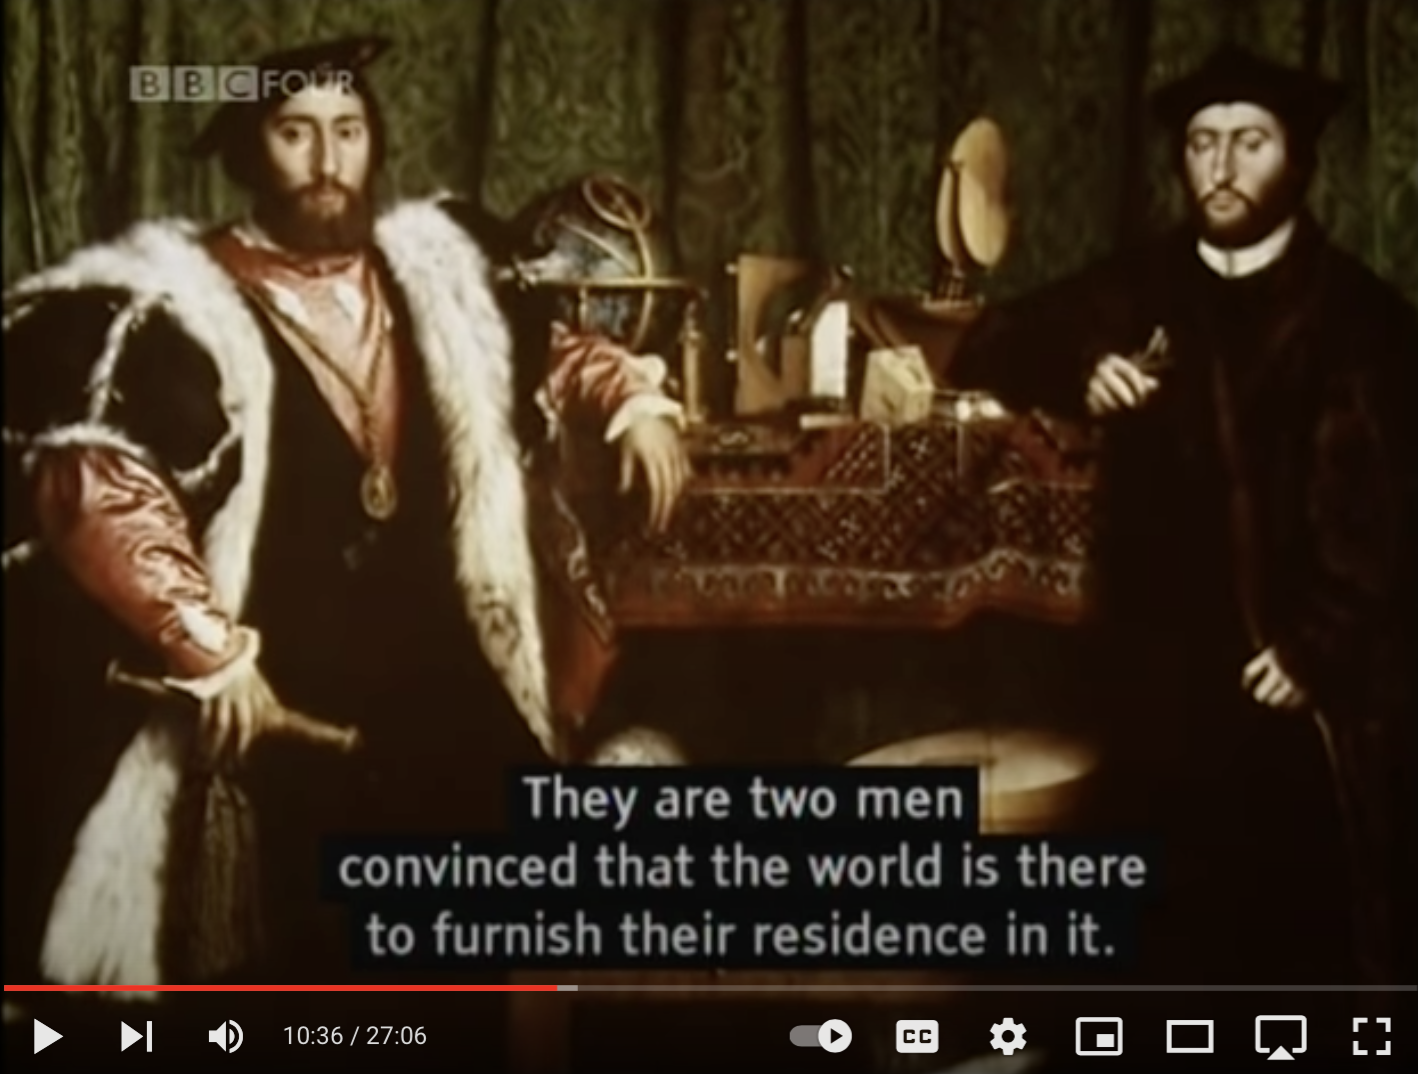 BBC FOUR
They are two men
convinced that the world is there
to furnish their residence in it.
10:36 / 27:06
CC